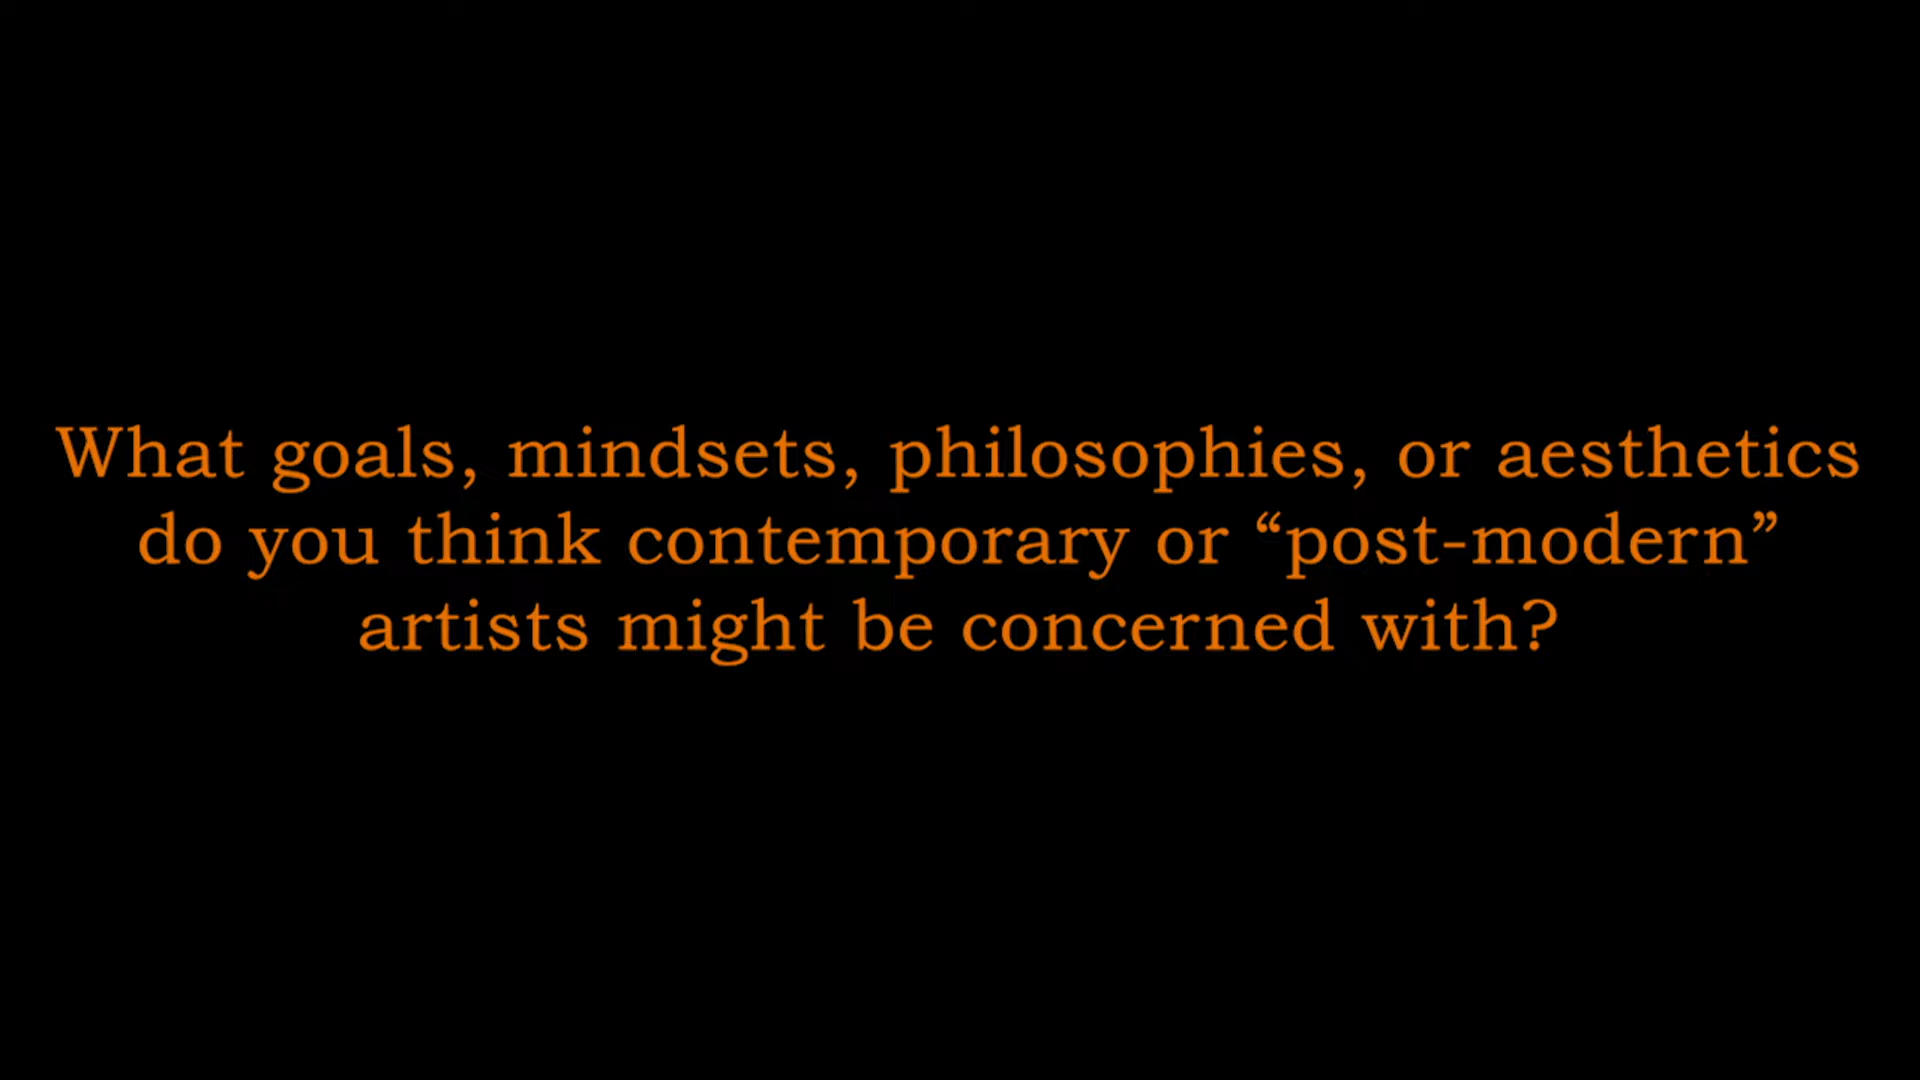 What goals, mindsets, philosophies, or aesthetics
do you think contemporary or “post-modern”
artists might be concerned with?